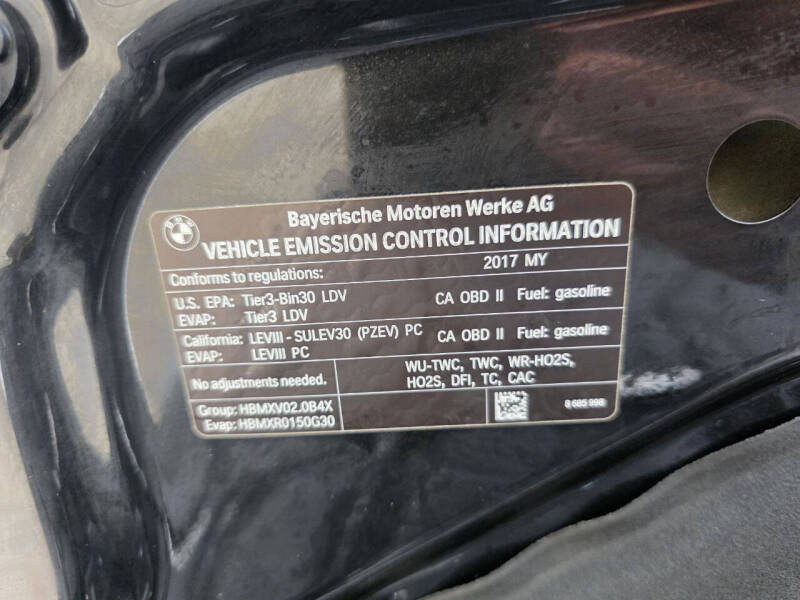 BMW
Bayerische Motoren Werke AG
VEHICLE EMISSION CONTROL INFORMATION
Conforms to regulations: 2017 MY
U.S. EPA: Tier3-Bin30 LDV CA OBD II Fuel: gasoline
EVAP: Tier3 LDV
California: LEVIII - SULEV30 (PZEV) PC CA OBD II Fuel: gasoline
EVAP: LEVIII PC
No adjustments needed.
WU-TWC, TWC, WR-HO2S,
HO2S, DFI, TC, CAC
Group: HBMXV02.0B4X
Evap: HBMXR0150G30
8 685 998